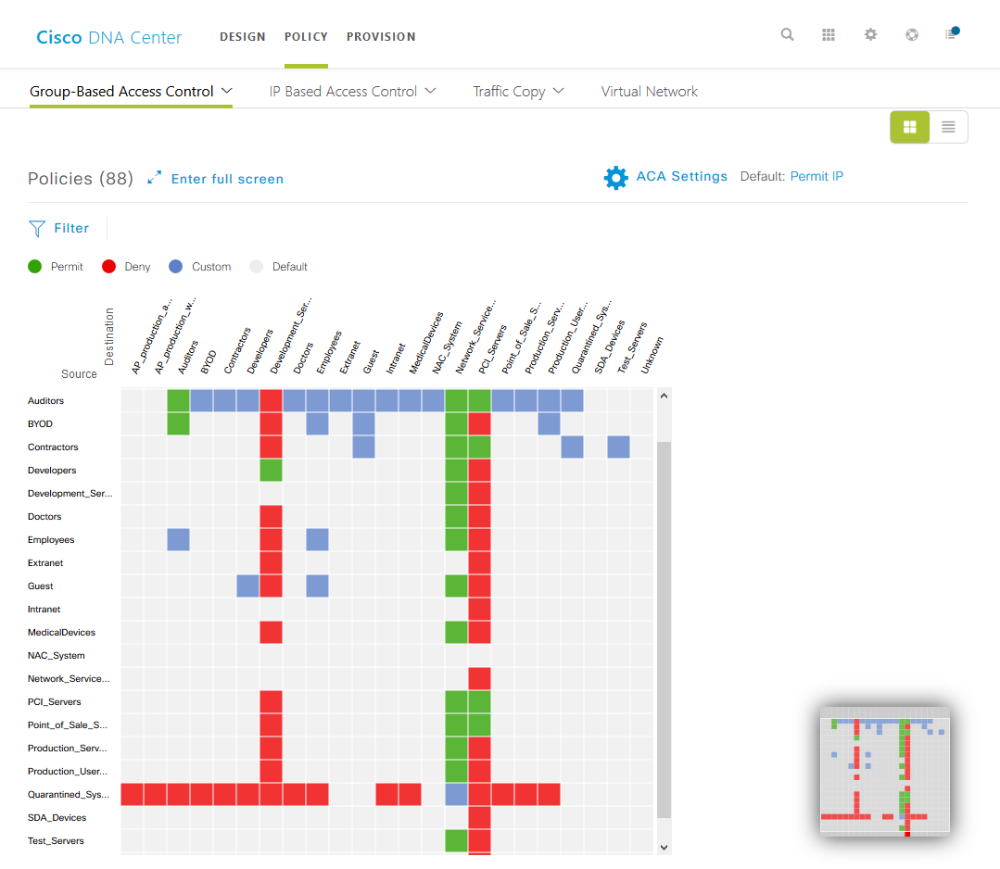 Cisco DNA Center DESIGN POLICY PROVISION
Group-Based Access Control IP Based Access Control Traffic Copy Virtual Network
Policies (88) Enter full screen ACA Settings Default: Permit IP
Filter
Permit Deny Custom Default
Destination
Source
AP_production_a...
AP_production_w...
Auditors
BYOD
Contractors
Developers
Development_Ser...
Doctors
Employees
Extranet
Guest
Intranet
MedicalDevices
NAC_System
Network_Service...
PCI_Servers
Point_of_Sale_S...
Production_Serv...
Production_User...
Quarantined_Sys...
SDA_Devices
Test_Servers
Unknown
Auditors
BYOD
Contractors
Developers
Development_Ser...
Doctors
Employees
Extranet
Guest
Intranet
MedicalDevices
NAC_System
Network_Service...
PCI_Servers
Point_of_Sale_S...
Production_Serv...
Production_User...
Quarantined_Sys...
SDA_Devices
Test_Servers